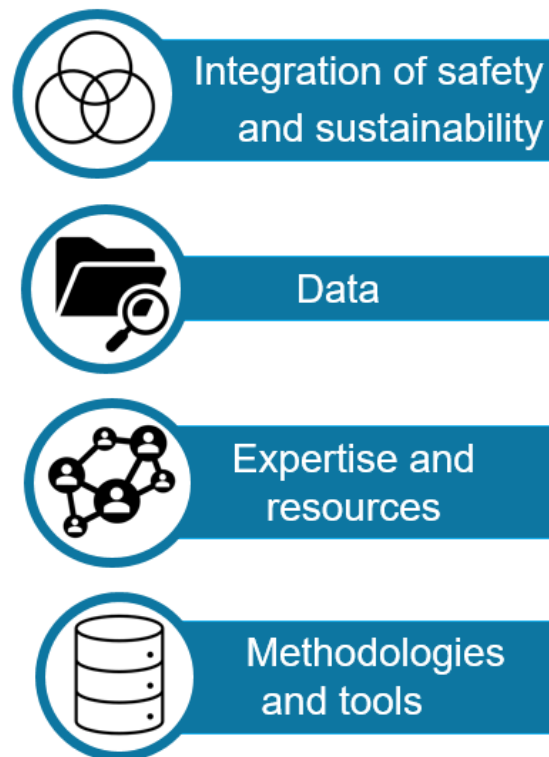 Integration of safety
and sustainability
Data
Expertise and
resources
Methodologies
and tools